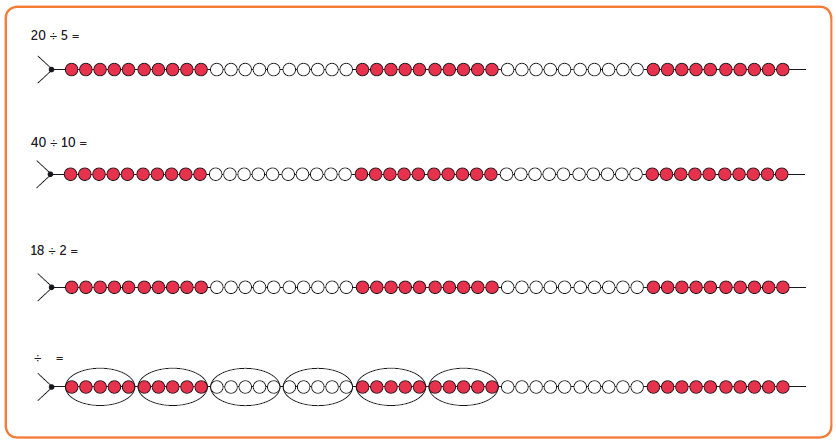 20 ÷ 5 =
40 ÷ 10 =
18 ÷ 2 =
÷ =